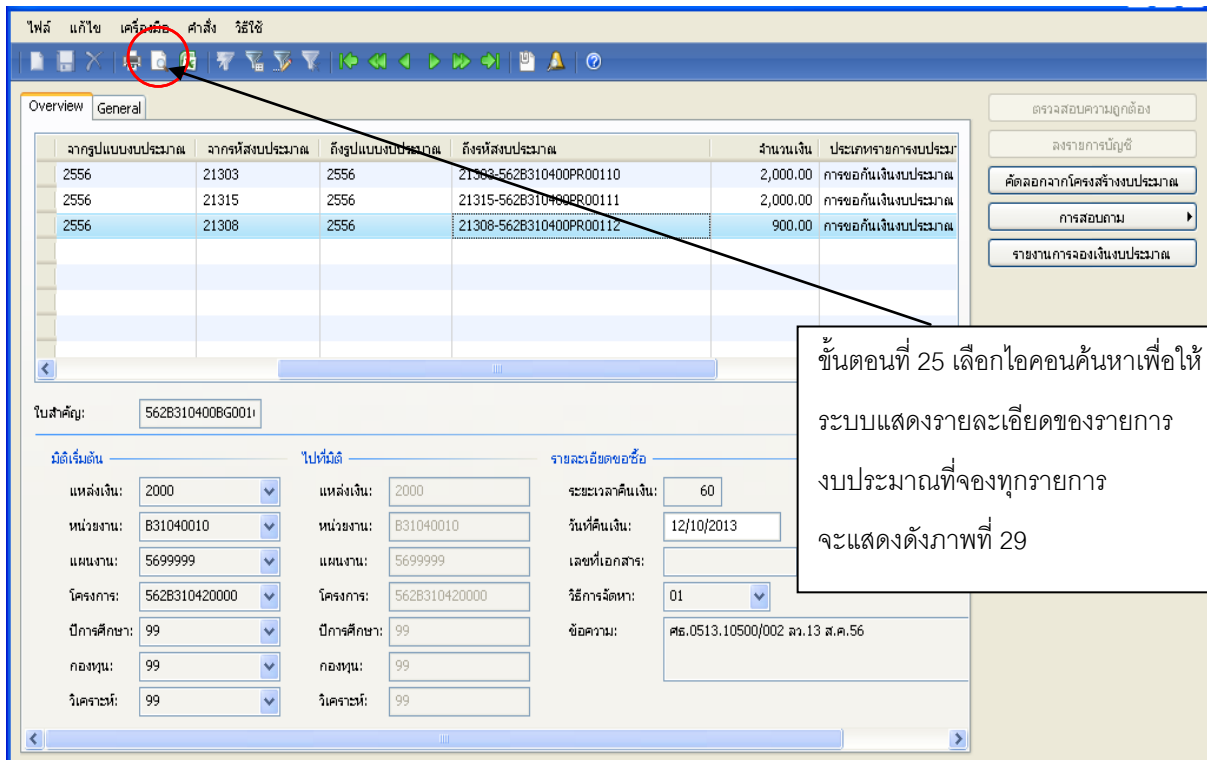 ไฟล์ แก้ไข เครื่องมือ คำสั่ง วิธีใช้
Overview General
จากรูปแบบงบประมาณ จากรหัสงบประมาณ ถึงรูปแบบงบประมาณ ถึงรหัสงบประมาณ จำนวนเงิน ประเภทรายการงบประมา
2556 21303 2556 21303-562B310400PR00110 2,000.00 การขอกันเงินงบประมาณ
2556 21315 2556 21315-562B310400PR00111 2,000.00 การขอกันเงินงบประมาณ
2556 21308 2556 21308-562B310400PR00112 900.00 การขอกันเงินงบประมาณ
ตรวจสอบความถูกต้อง
ลงรายการบัญชี
คัดลอกจากโครงสร้างงบประมาณ
การสอบถาม
รายงานการจองเงินงบประมาณ
ขั้นตอนที่ 25 เลือกไอคอนค้นหาเพื่อให้
ระบบแสดงรายละเอียดของรายการ
งบประมาณที่จองทุกรายการ
จะแสดงดังภาพที่ 29
ใบสำคัญ: 562B310400BG001
มิติเริ่มต้น ไปที่มิติ รายละเอียดขอซื้อ
แหล่งเงิน: 2000 แหล่งเงิน: 2000 ระยะเวลาคืนเงิน: 60
หน่วยงาน: B31040010 หน่วยงาน: B31040010 วันที่คืนเงิน: 12/10/2013
แผนงาน: 5699999 แผนงาน: 5699999 เลขที่เอกสาร:
โครงการ: 562B310420000 โครงการ: 562B310420000 วิธีการจัดหา: 01
ปีการศึกษา: 99 ปีการศึกษา: 99 ข้อความ: ศธ.0513.10500/002 ลว.13 ส.ค.56
กองทุน: 99 กองทุน: 99
วิเคราะห์: 99 วิเคราะห์: 99